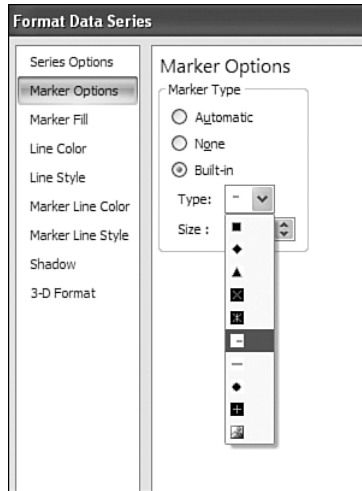 Format Data Series
Series Options
Marker Options
Marker Fill
Line Color
Line Style
Marker Line Color
Marker Line Style
Shadow
3-D Format
Marker Options
Marker Type
Automatic
None
Built-in
Type:
Size :